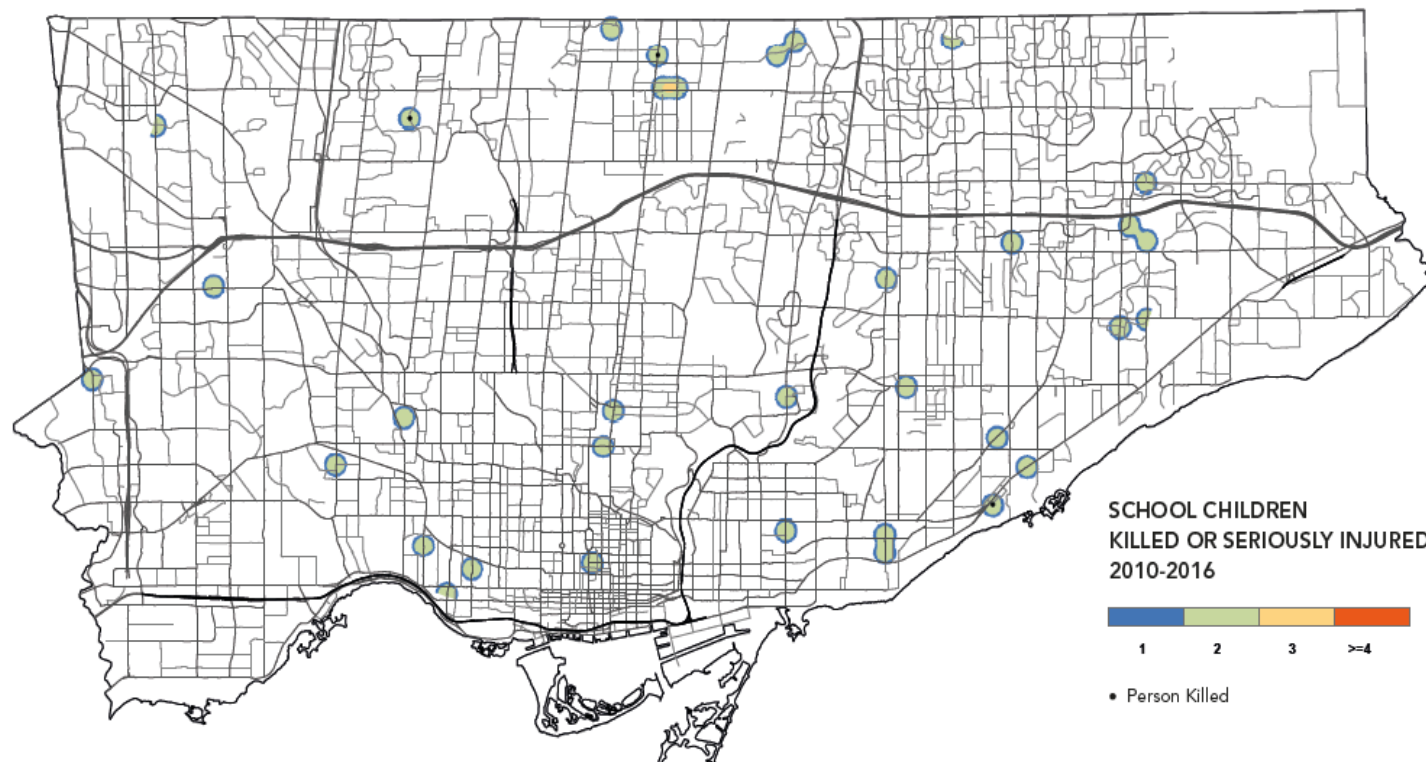 SCHOOL CHILDREN
KILLED OR SERIOUSLY INJURED
2010-2016
1 2 3 >=4
• Person Killed